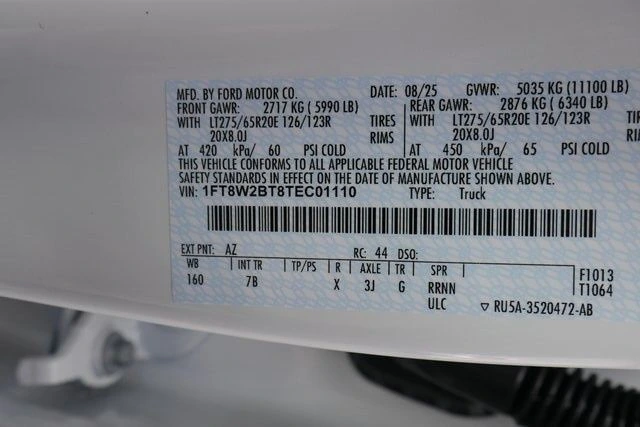 MFD. BY FORD MOTOR CO. DATE: 08/25 GVWR: 5035 KG (11100 LB)
FRONT GAWR: 2717 KG ( 5990 LB) REAR GAWR: 2876 KG ( 6340 LB)
WITH LT275/65R20E 126/123R TIRES WITH LT275/65R20E 126/123R TIRES
20X8.0J RIMS 20X8.0J RIMS
AT 420 kPa/ 60 PSI COLD AT 450 kPa/ 65 PSI COLD
THIS VEHICLE CONFORMS TO ALL APPLICABLE FEDERAL MOTOR VEHICLE
SAFETY STANDARDS IN EFFECT ON THE DATE OF MANUFACTURE SHOWN ABOVE.
VIN: 1FT8W2BT8TEC01110 TYPE: Truck
EXT PNT: AZ RC: 44 DSO:
WB INT TR TP/PS R AXLE TR SPR F1013
160 7B X 3J G RRNN T1064
ULC RU5A-3520472-AB